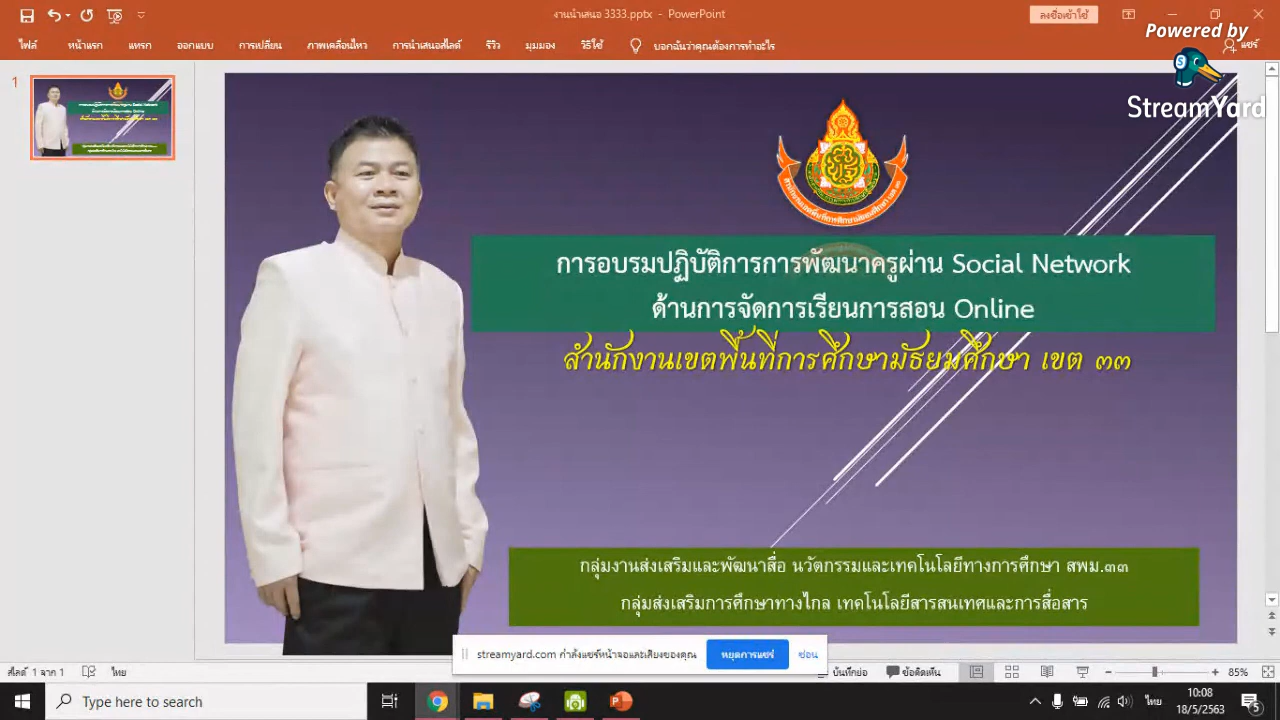 งานนำเสนอ 3333.pptx - PowerPoint
ลงชื่อเข้าใช้
Powered by
StreamYard
ไฟล์ หน้าแรก แทรก ออกแบบ การเปลี่ยน ภาพเคลื่อนไหว การนำเสนอสไลด์ รีวิว มุมมอง วิธีใช้ บอกฉันว่าคุณต้องการทำอะไร แชร์
1
การอบรมปฏิบัติการการพัฒนาครูผ่าน Social Network
ด้านการจัดการเรียนการสอน Online
สำนักงานเขตพื้นที่การศึกษามัธยมศึกษา เขต ๓๓
กลุ่มงานส่งเสริมและพัฒนาสื่อ นวัตกรรมและเทคโนโลยีทางการศึกษา สพม.๓๓
กลุ่มส่งเสริมการศึกษาทางไกล เทคโนโลยีสารสนเทศและการสื่อสาร
streamyard.com กำลังแชร์หน้าจอและเสียงของคุณ หยุดการแชร์ ซ่อน
สไลด์ 1 จาก 1 ไทย บันทึกย่อ ข้อคิดเห็น 85%
Type here to search
ไทย
10:08
18/5/2563
5